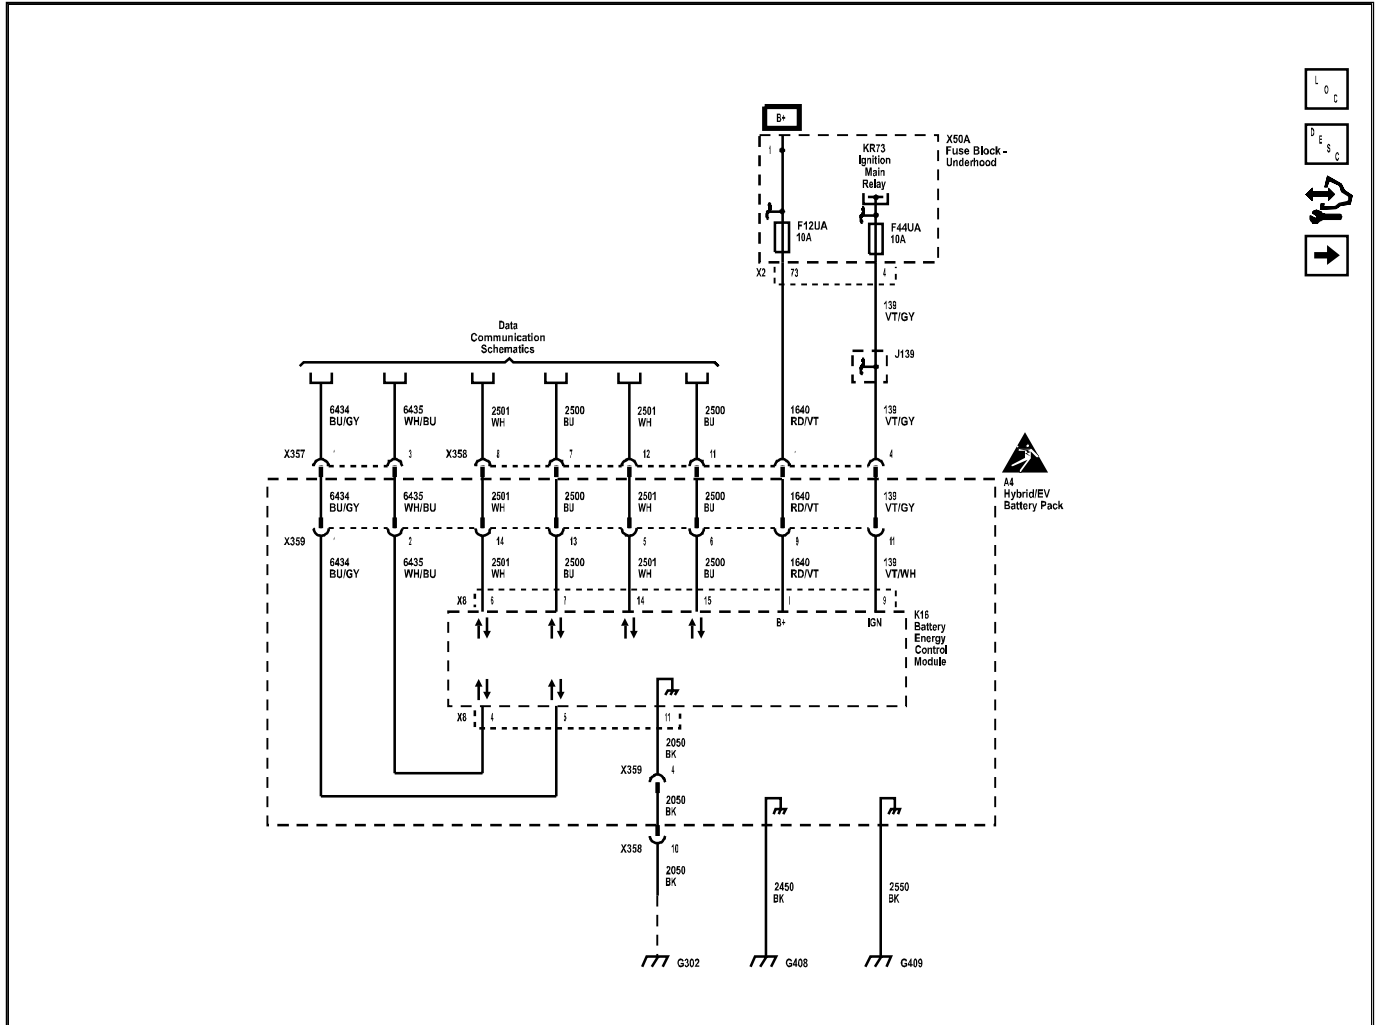 L O C
D E S C
B+
X50A
Fuse Block -
Underhood
1
KR73
Ignition
Main
Relay
F12UA
10A
F44UA
10A
X2 73 4
139
VT/GY
J139
Data
Communication
Schematics
6434 6435 2501 2500 2501 2500 1640 139
BU/GY WH/BU WH BU WH BU RD/VT VT/GY
X357 1 3 X358 8 7 12 11 1 4
A4
Hybrid/EV
Battery Pack
6434 6435 2501 2500 2501 2500 1640 139
BU/GY WH/BU WH BU WH BU RD/VT VT/GY
X359 1 2 14 13 5 6 9 11
6434 6435 2501 2500 2501 2500 1640 139
BU/GY WH/BU WH BU WH BU RD/VT VT/WH
X8 6 7 14 15 1 9
B+ IGN
K16
Battery
Energy
Control
Module
X8 4 5 11
2050
BK
X359 4
2050
BK
X358 10
2050
BK
2450
BK
2550
BK
G302 G408 G409